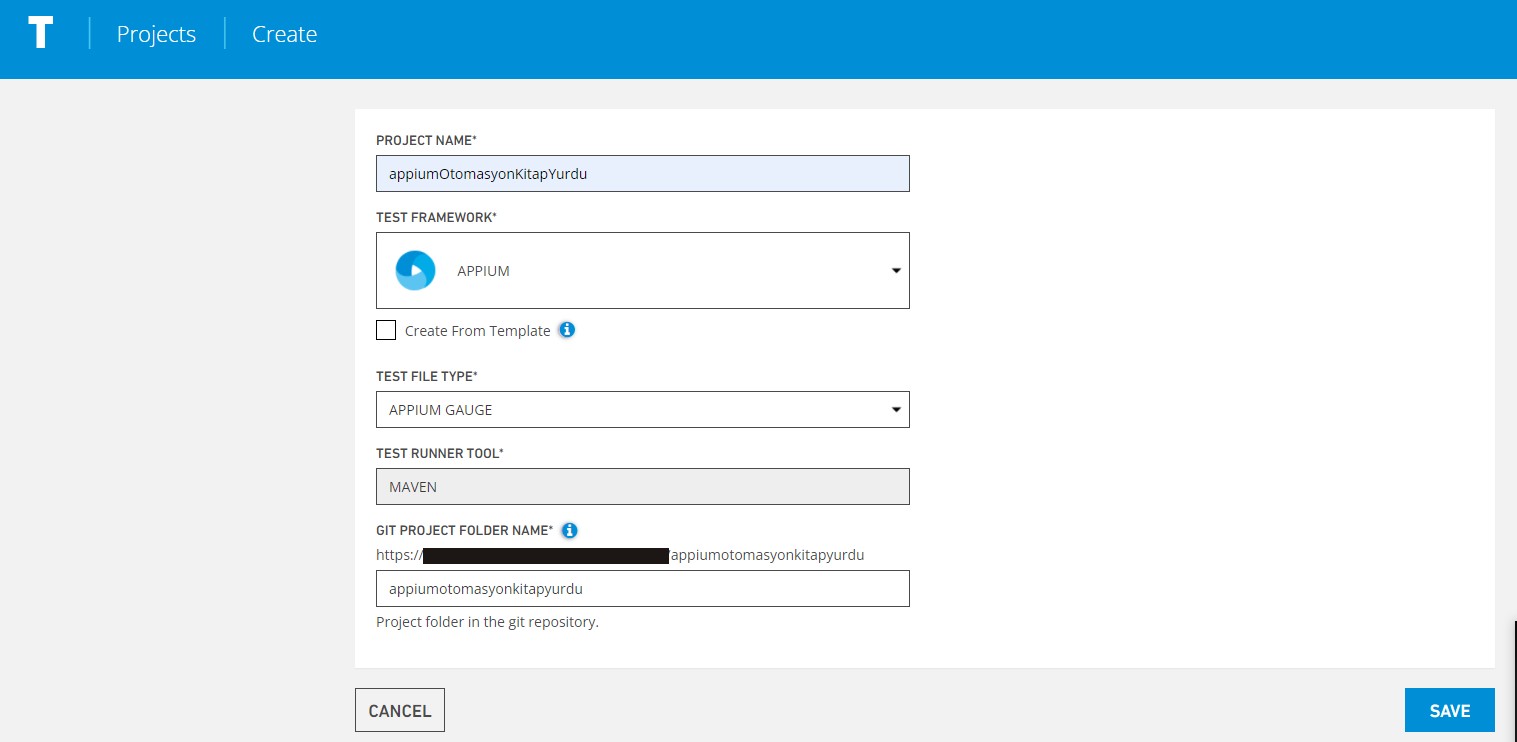 T Projects Create
PROJECT NAME*
appiumOtomasyonKitapYurdu
TEST FRAMEWORK*
APPIUM
Create From Template
TEST FILE TYPE*
APPIUM GAUGE
TEST RUNNER TOOL*
MAVEN
GIT PROJECT FOLDER NAME*
https:// /appiumotomasyonkitapyurdu
appiumotomasyonkitapyurdu
Project folder in the git repository.
CANCEL SAVE